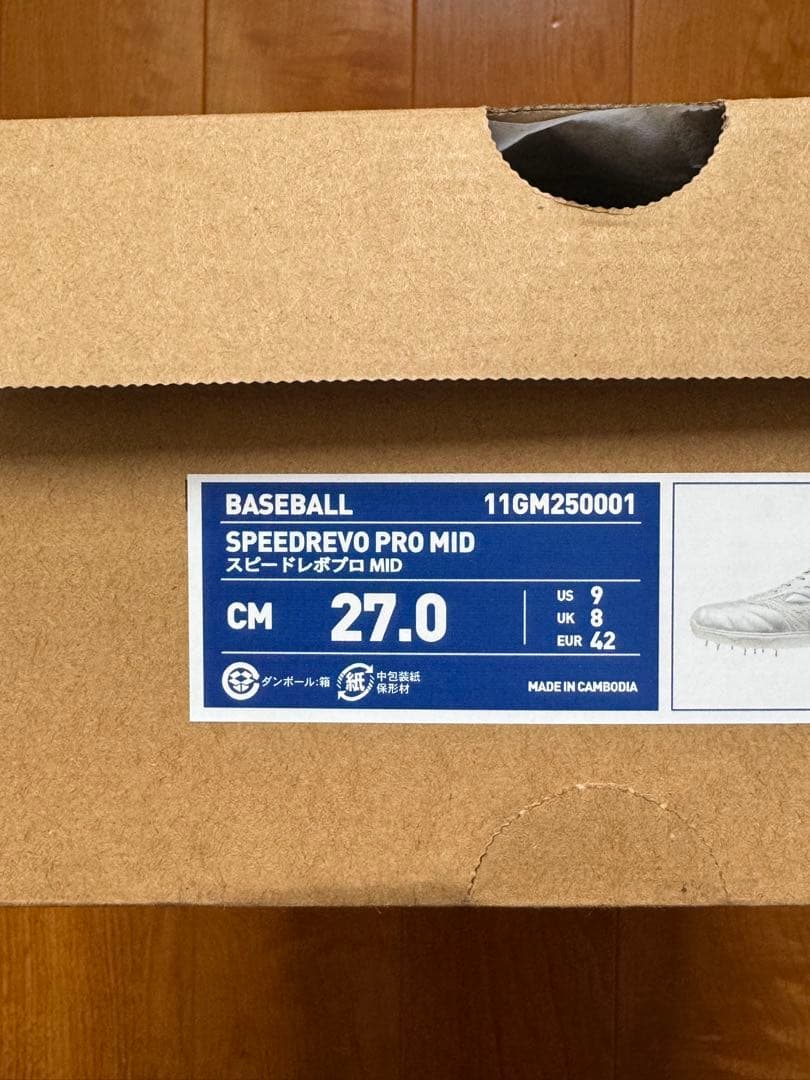 BASEBALL 11GM250001
SPEEDREVO PRO MID
スピードレボプロ MID
CM 27.0
US 9
UK 8
EUR 42
ダンボール:箱
紙 中包装紙
保形材
MADE IN CAMBODIA